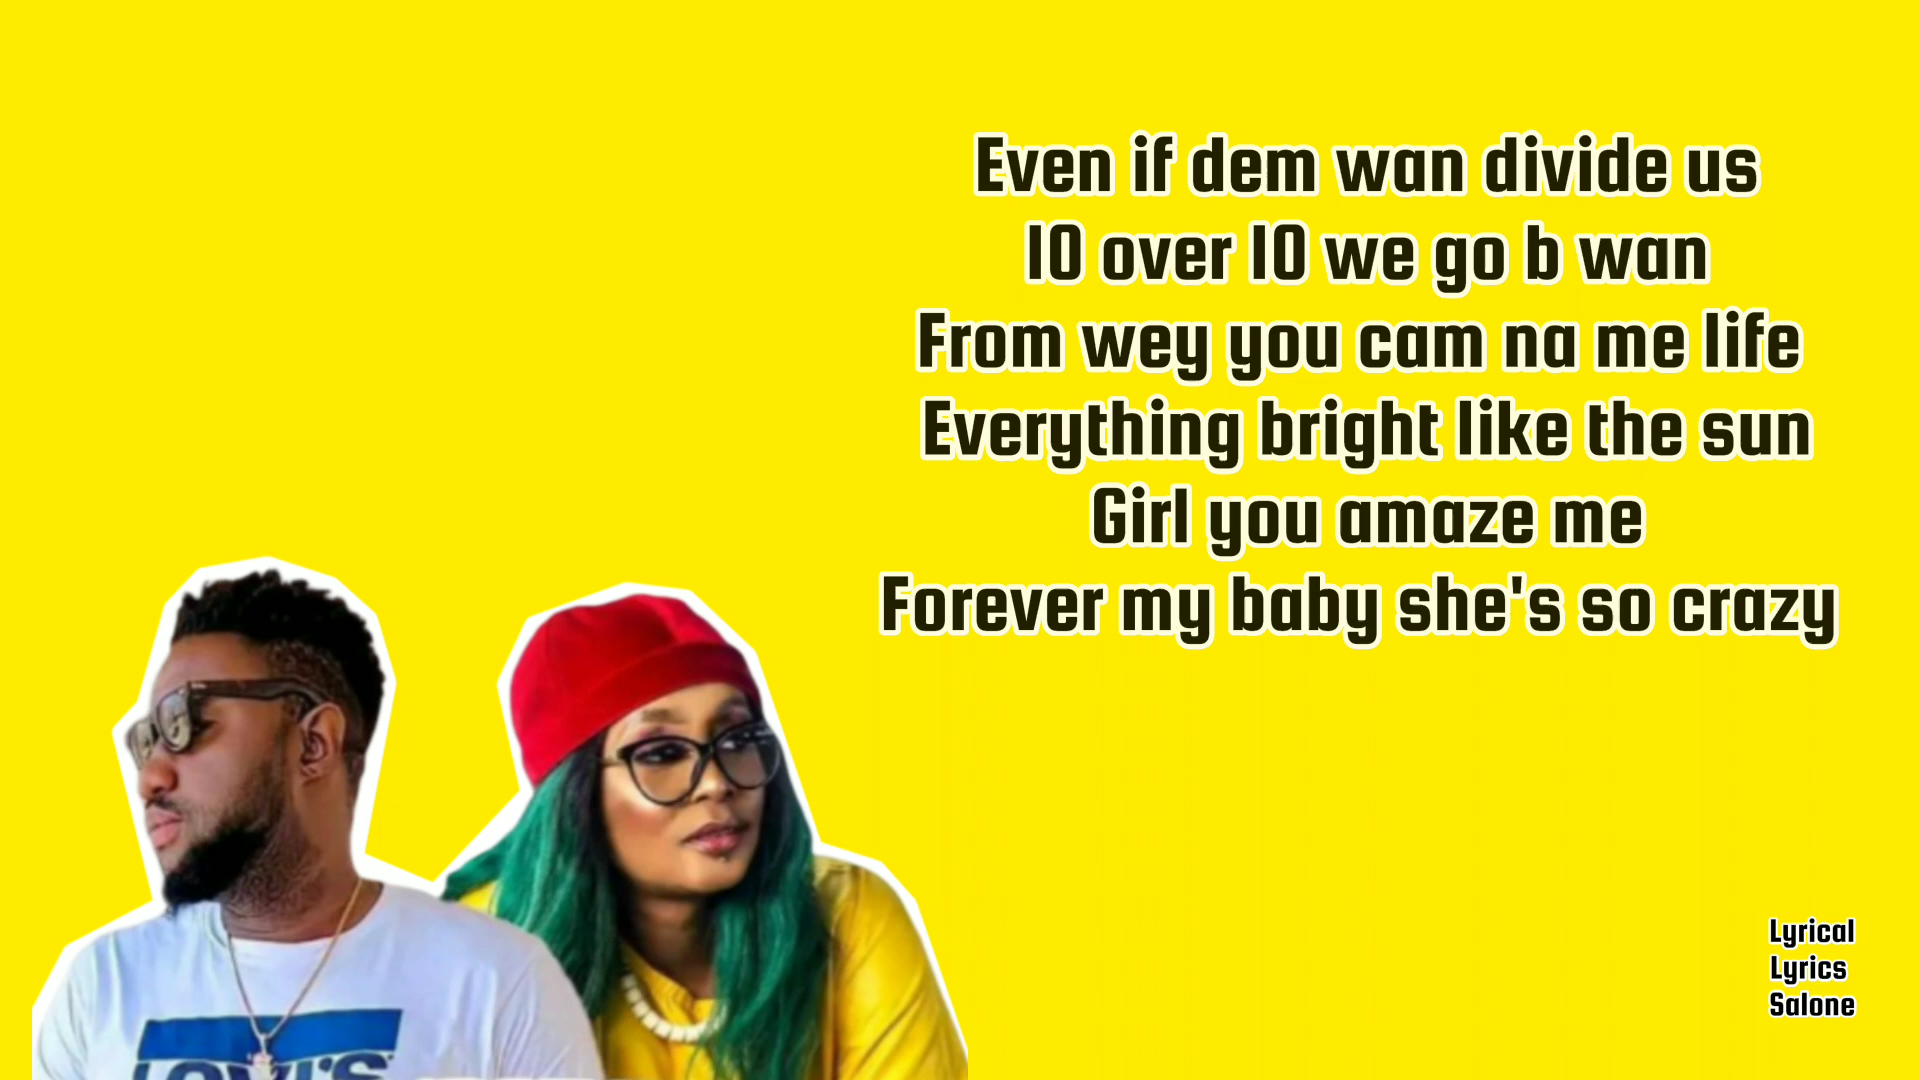 Even if dem wan divide us
10 over 10 we go b wan
From wey you cam na me life
Everything bright like the sun
Girl you amaze me
Forever my baby she's so crazy
Lyrical
Lyrics
Salone
LEVI'S